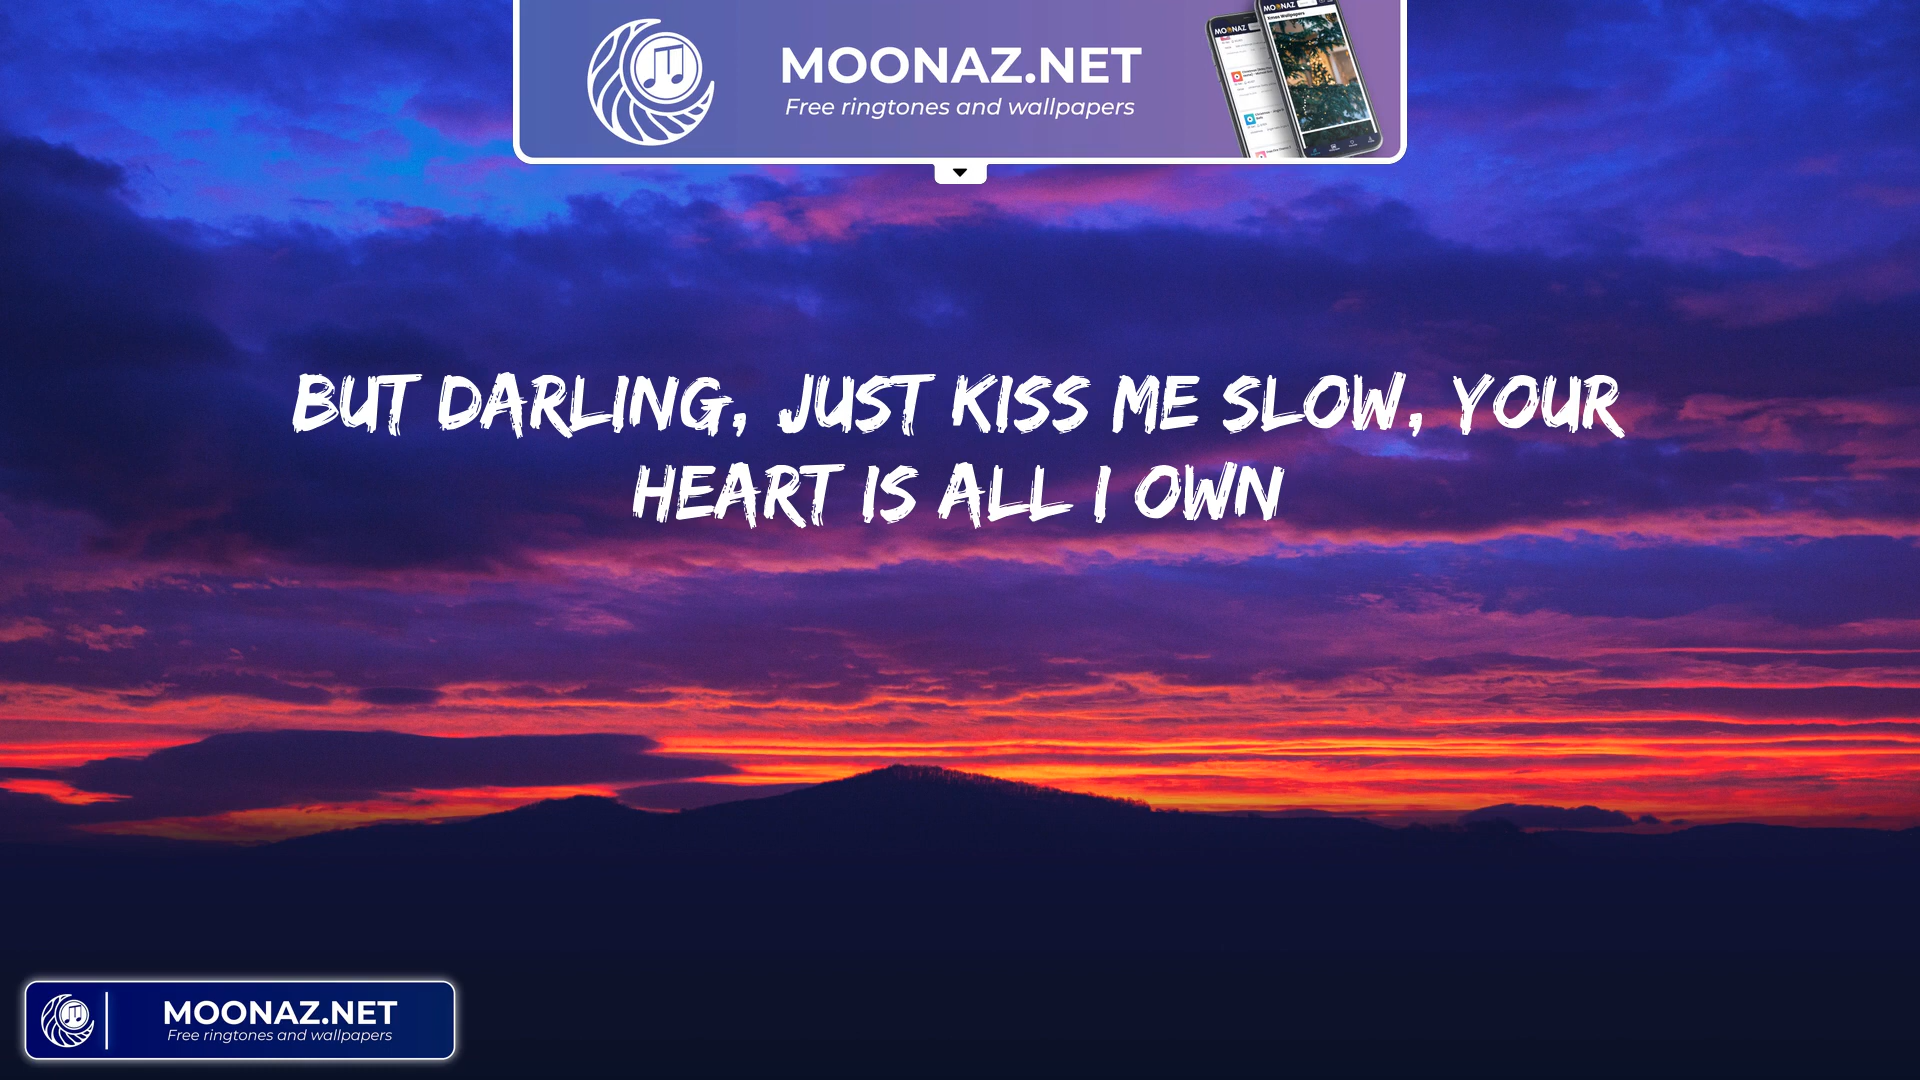 MOONAZ.NET
Free ringtones and wallpapers
BUT DARLING, JUST KISS ME SLOW, YOUR
HEART IS ALL I OWN
MOONAZ.NET
Free ringtones and wallpapers